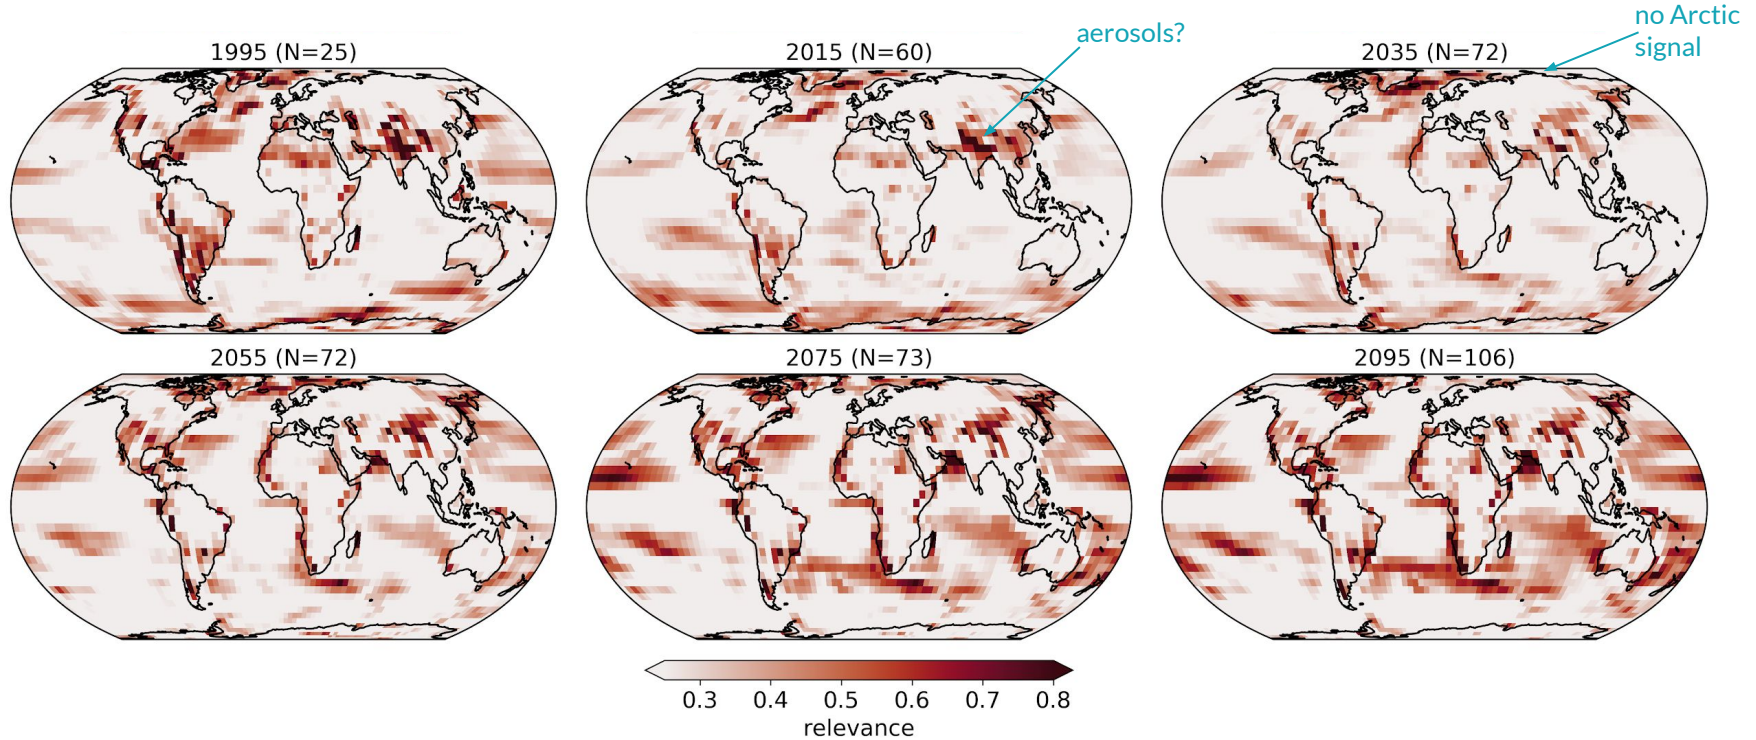 no Arctic
signal
aerosols?
1995 (N=25)
2015 (N=60)
2035 (N=72)
2055 (N=72)
2075 (N=73)
2095 (N=106)
0.3 0.4 0.5 0.6 0.7 0.8
relevance